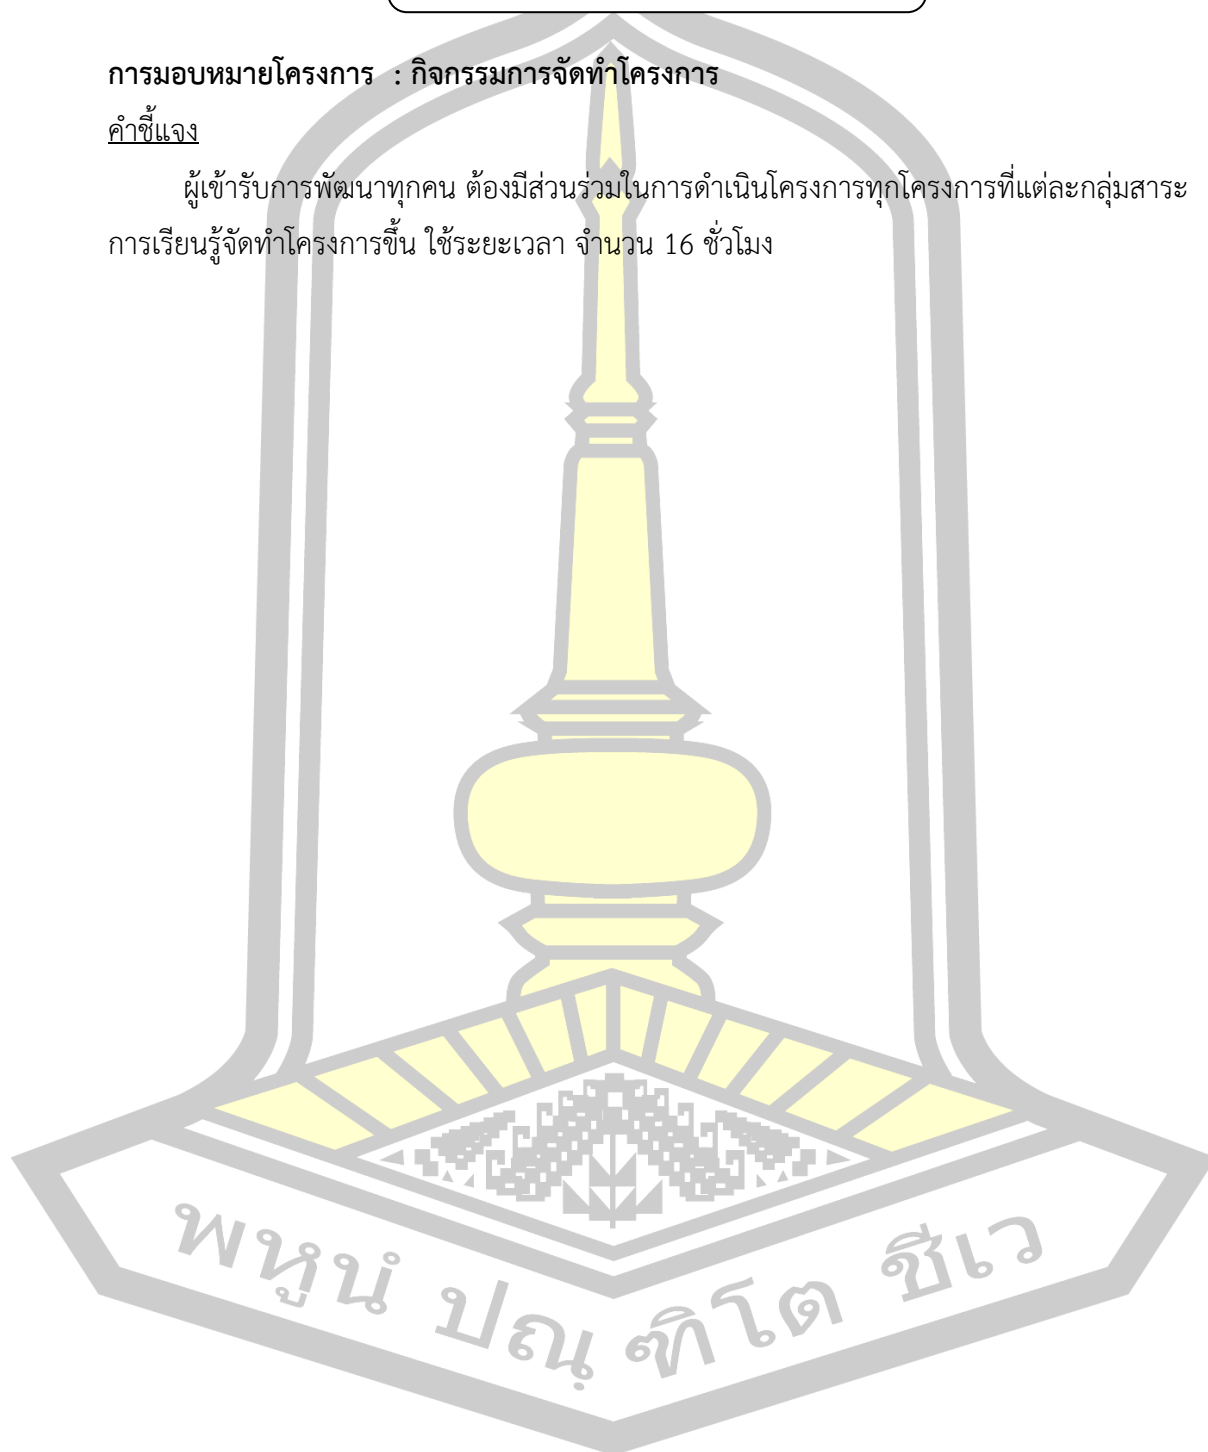 การมอบหมายโครงการ : กิจกรรมการจัดทำโครงการ
คำชี้แจง
ผู้เข้ารับการพัฒนาทุกคน ต้องมีส่วนร่วมในการดำเนินโครงการทุกโครงการที่แต่ละกลุ่มสาระ
การเรียนรู้จัดทำโครงการขึ้น ใช้ระยะเวลา จำนวน 16 ชั่วโมง
พหูนํ ปณฺฑิโต ชีเว